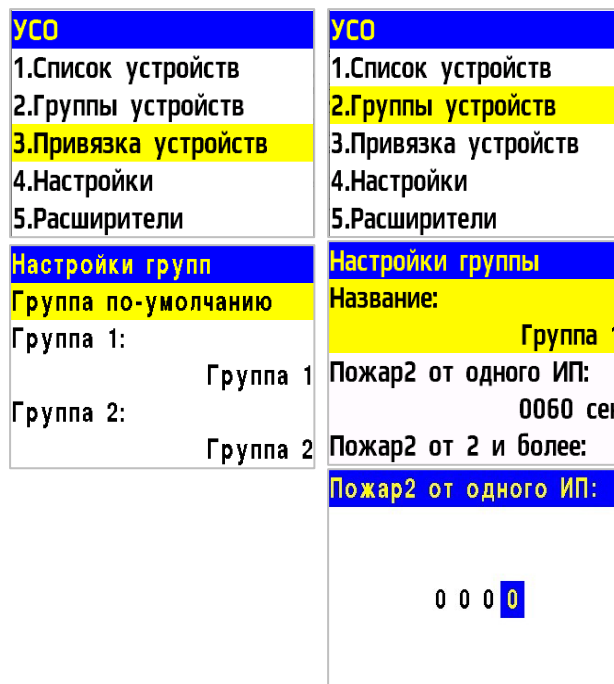 УСО
1.Список устройств
2.Группы устройств
3.Привязка устройств
4.Настройки
5.Расширители
Настройки групп
Группа по-умолчанию
Группа 1:
Группа 1
Группа 2:
Группа 2
УСО
1.Список устройств
2.Группы устройств
3.Привязка устройств
4.Настройки
5.Расширители
Настройки группы
Название:
Группа 1
Пожар2 от одного ИП:
0060 сек
Пожар2 от 2 и более:
Пожар2 от одного ИП:
0 0 0 0